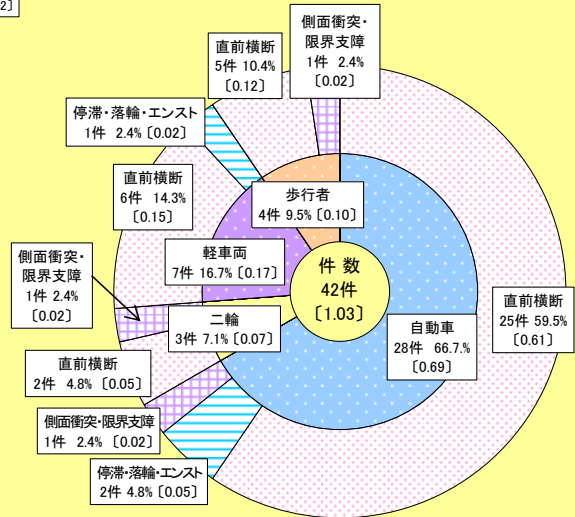 2]
側面衝突・
限界支障
1件 2.4%
[0.02]
直前横断
5件 10.4%
[0.12]
停滞・落輪・エンスト
1件 2.4% [0.02]
直前横断
6件 14.3%
[0.15]
歩行者
4件 9.5% [0.10]
軽車両
7件 16.7% [0.17]
件 数
42件
[1.03]
側面衝突・
限界支障
1件 2.4%
[0.02]
二輪
3件 7.1% [0.07]
自動車
28件 66.7%
[0.69]
直前横断
25件 59.5%
[0.61]
直前横断
2件 4.8% [0.05]
側面衝突・限界支障
1件 2.4% [0.02]
停滞・落輪・エンスト
2件 4.8% [0.05]